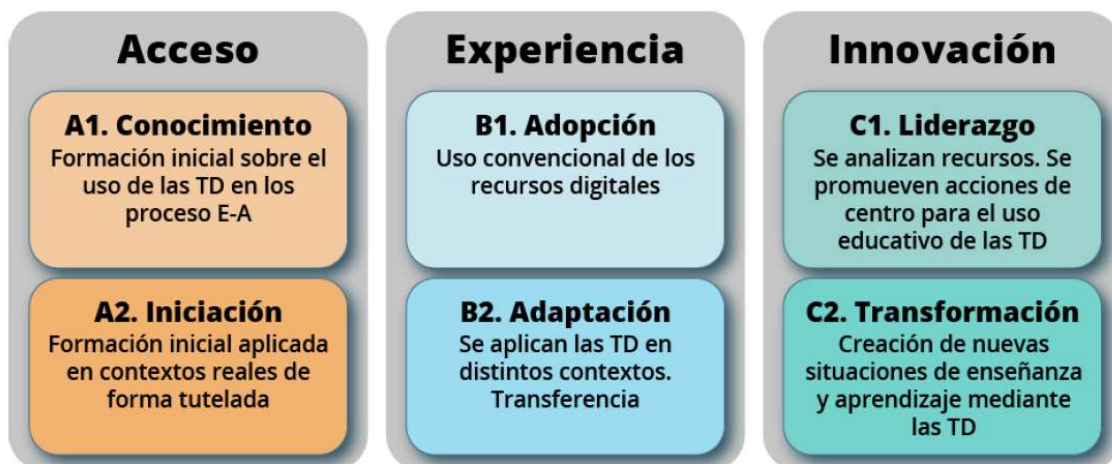 Acceso
A1. Conocimiento
Formación inicial sobre el
uso de las TD en los
proceso E-A
A2. Iniciación
Formación inicial aplicada
en contextos reales de
forma tutelada
Experiencia
B1. Adopción
Uso convencional de los
recursos digitales
B2. Adaptación
Se aplican las TD en
distintos contextos.
Transferencia
Innovación
C1. Liderazgo
Se analizan recursos. Se
promueven acciones de
centro para el uso
educativo de las TD
C2. Transformación
Creación de nuevas
situaciones de enseñanza
y aprendizaje mediante
las TD